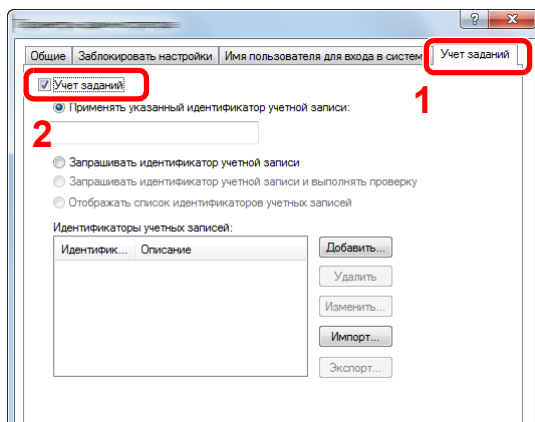 Общие Заблокировать настройки Имя пользователя для входа в систем Учет заданий
1
Учет заданий
Применять указанный идентификатор учетной записи:
2
Запрашивать идентификатор учетной записи
Запрашивать идентификатор учетной записи и выполнять проверку
Отображать список идентификаторов учетных записей
Идентификаторы учетных записей:
Идентифик... Описание
Добавить...
Удалить
Изменить...
Импорт...
Экспорт...